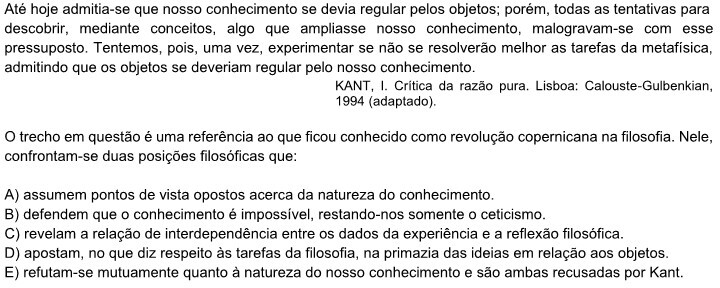 Até hoje admitia-se que nosso conhecimento se devia regular pelos objetos; porém, todas as tentativas para
descobrir, mediante conceitos, algo que ampliasse nosso conhecimento, malogravam-se com esse
pressuposto. Tentemos, pois, uma vez, experimentar se não se resolverão melhor as tarefas da metafísica,
admitindo que os objetos se deveriam regular pelo nosso conhecimento.
KANT, I. Crítica da razão pura. Lisboa: Calouste-Gulbenkian,
1994 (adaptado).
O trecho em questão é uma referência ao que ficou conhecido como revolução copernicana na filosofia. Nele,
confrontam-se duas posições filosóficas que:
A) assumem pontos de vista opostos acerca da natureza do conhecimento.
B) defendem que o conhecimento é impossível, restando-nos somente o ceticismo.
C) revelam a relação de interdependência entre os dados da experiência e a reflexão filosófica.
D) apostam, no que diz respeito às tarefas da filosofia, na primazia das ideias em relação aos objetos.
E) refutam-se mutuamente quanto à natureza do nosso conhecimento e são ambas recusadas por Kant.